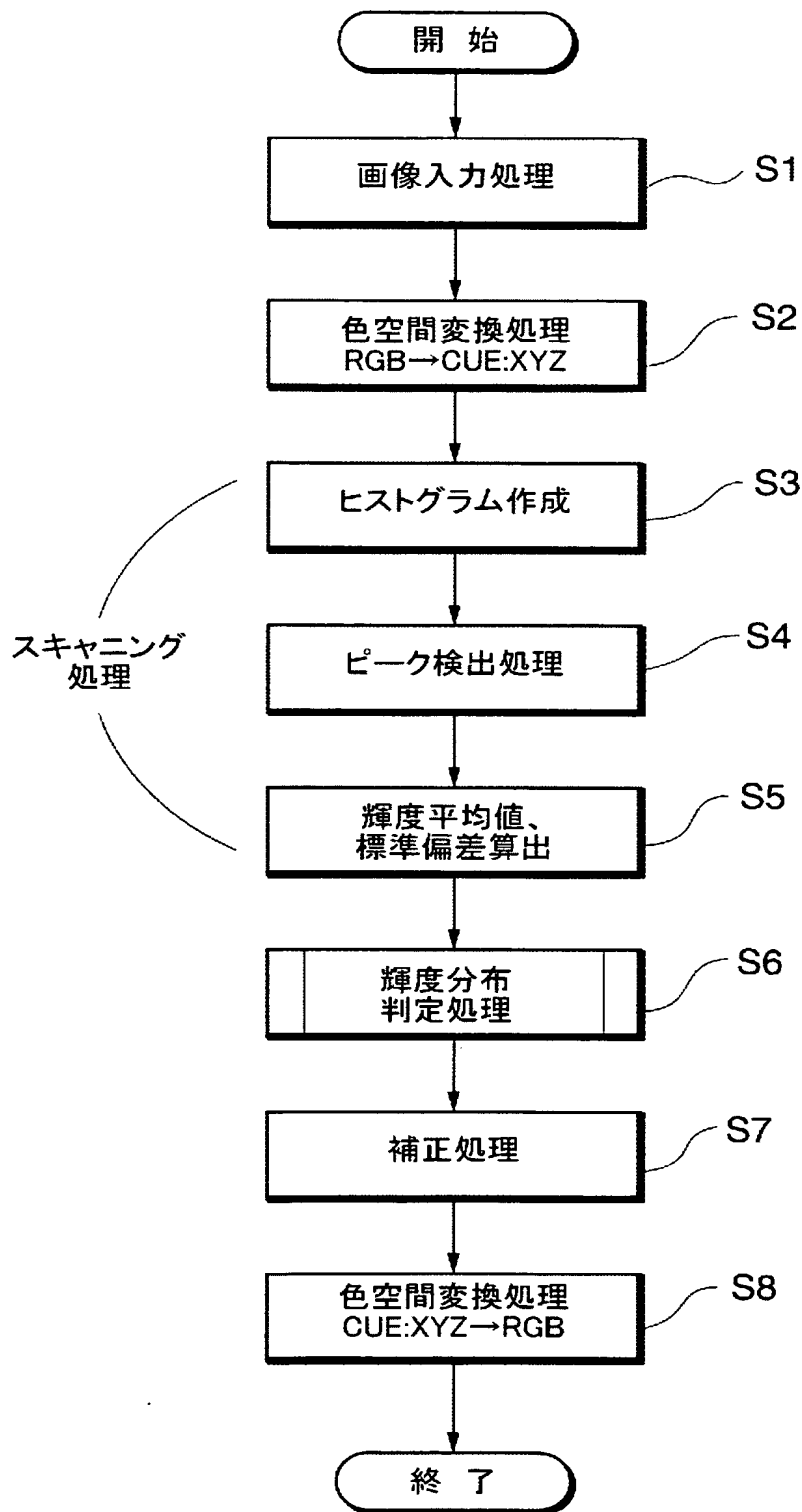 開 始
画像入力処理
S1
色空間変換処理
RGB→CUE:XYZ
S2
ヒストグラム作成
S3
スキャニング
処理
ピーク検出処理
S4
輝度平均値、
標準偏差算出
S5
輝度分布
判定処理
S6
補正処理
S7
色空間変換処理
CUE:XYZ→RGB
S8
終 了